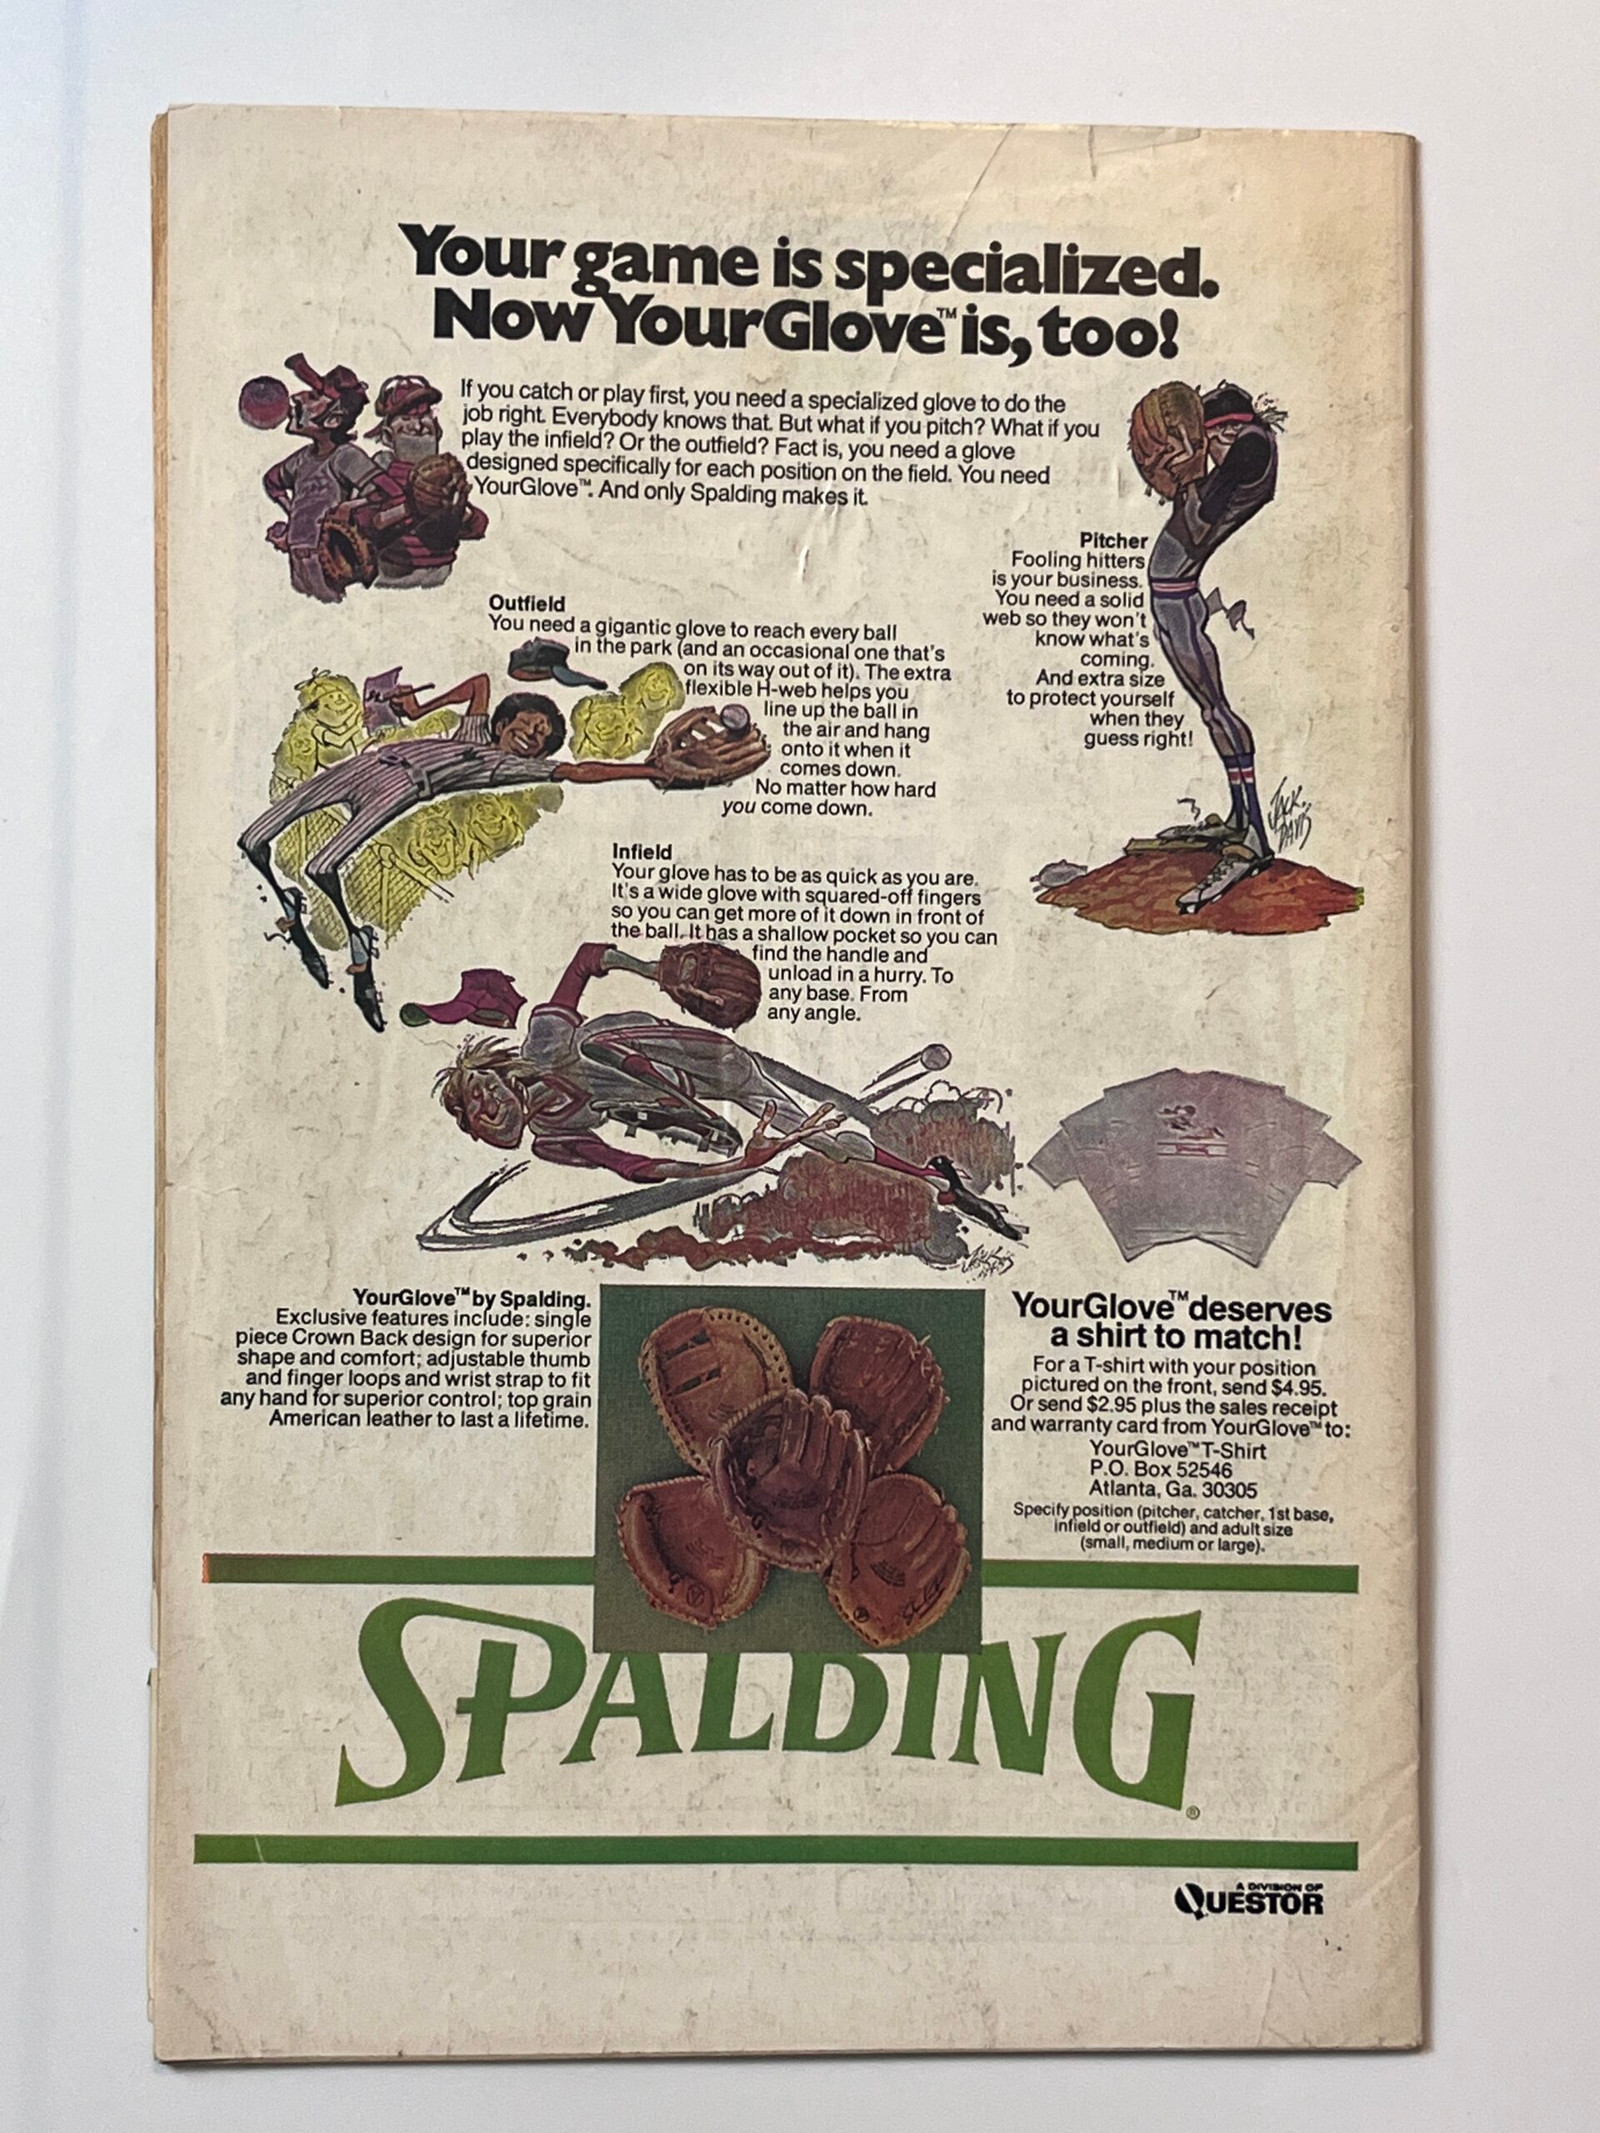 Your game is specialized.
Now YourGlove™ is, too!
If you catch or play first, you need a specialized glove to do the
job right. Everybody knows that. But what if you pitch? What if you
play the infield? Or the outfield? Fact is, you need a glove
designed specifically for each position on the field. You need
YourGlove™. And only Spalding makes it.
Pitcher
Fooling hitters
is your business.
You need a solid
web so they won't
know what's
coming.
And extra size
to protect yourself
when they
guess right!
JACK
DAVIS
Outfield
You need a gigantic glove to reach every ball
in the park (and an occasional one that's
on its way out of it). The extra
flexible H-web helps you
line up the ball in
the air and hang
onto it when it
comes down.
No matter how hard
you come down.
Infield
Your glove has to be as quick as you are.
It's a wide glove with squared-off fingers
so you can get more of it down in front of
the ball. It has a shallow pocket so you can
find the handle and
unload in a hurry. To
any base. From
any angle.
JACK
DAVIS
YourGlove™ by Spalding.
Exclusive features include: single
piece Crown Back design for superior
shape and comfort; adjustable thumb
and finger loops and wrist strap to fit
any hand for superior control; top grain
American leather to last a lifetime.
YourGlove™ deserves
a shirt to match!
For a T-shirt with your position
pictured on the front, send $4.95.
Or send $2.95 plus the sales receipt
and warranty card from YourGlove™ to:
YourGlove™ T-Shirt
P.O. Box 52546
Atlanta, Ga. 30305
Specify position (pitcher, catcher, 1st base,
infield or outfield) and adult size
(small, medium or large).
SPALDING®
A DIVISION OF
QUESTOR